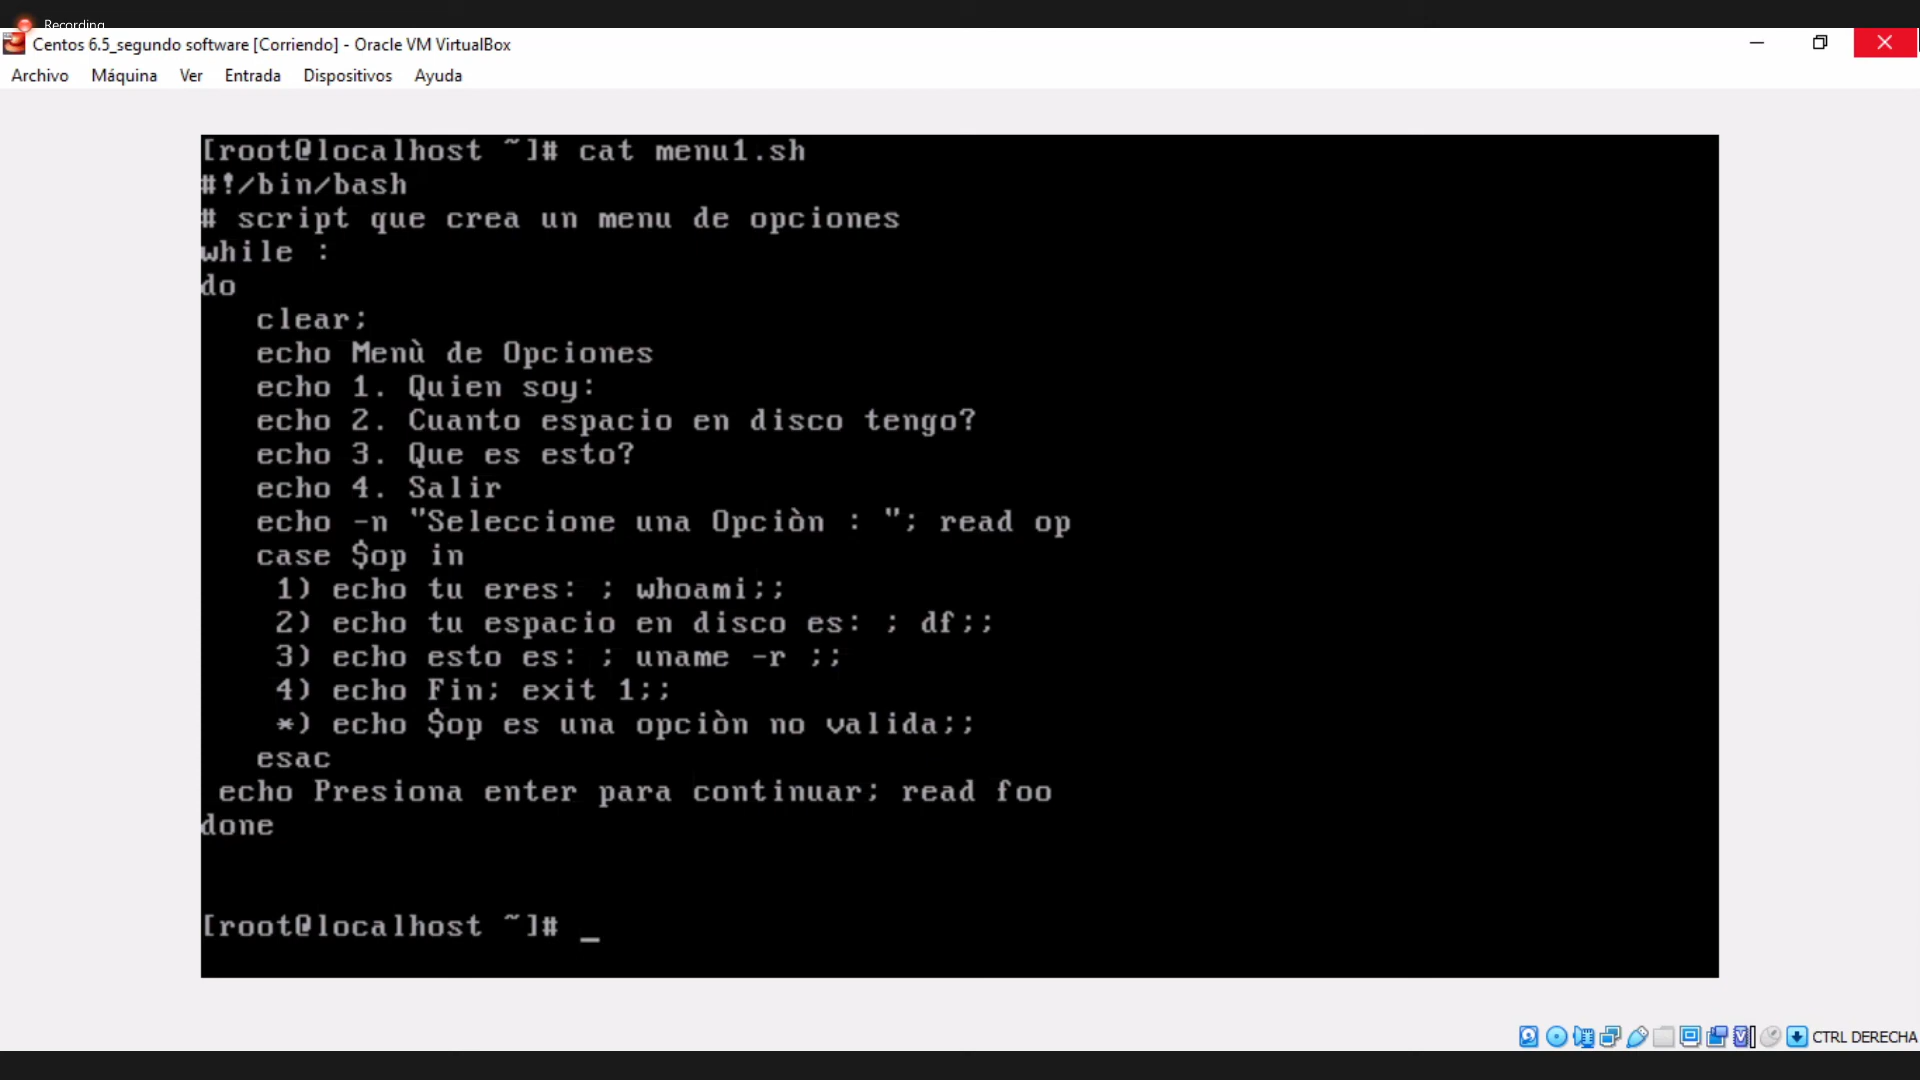 Recording
Centos 6.5_segundo software [Corriendo] - Oracle VM VirtualBox
Archivo Máquina Ver Entrada Dispositivos Ayuda
[root@localhost ~]# cat menu1.sh
#!/bin/bash
# script que crea un menu de opciones
while :
do
   clear;
   echo Menù de Opciones
   echo 1. Quien soy:
   echo 2. Cuanto espacio en disco tengo?
   echo 3. Que es esto?
   echo 4. Salir
   echo -n "Seleccione una Opciòn : "; read op
   case $op in
    1) echo tu eres: ; whoami;;
    2) echo tu espacio en disco es: ; df;;
    3) echo esto es: ; uname -r ;;
    4) echo Fin; exit 1;;
    *) echo $op es una opciòn no valida;;
   esac
 echo Presiona enter para continuar; read foo
done
[root@localhost ~]# _
CTRL DERECHA